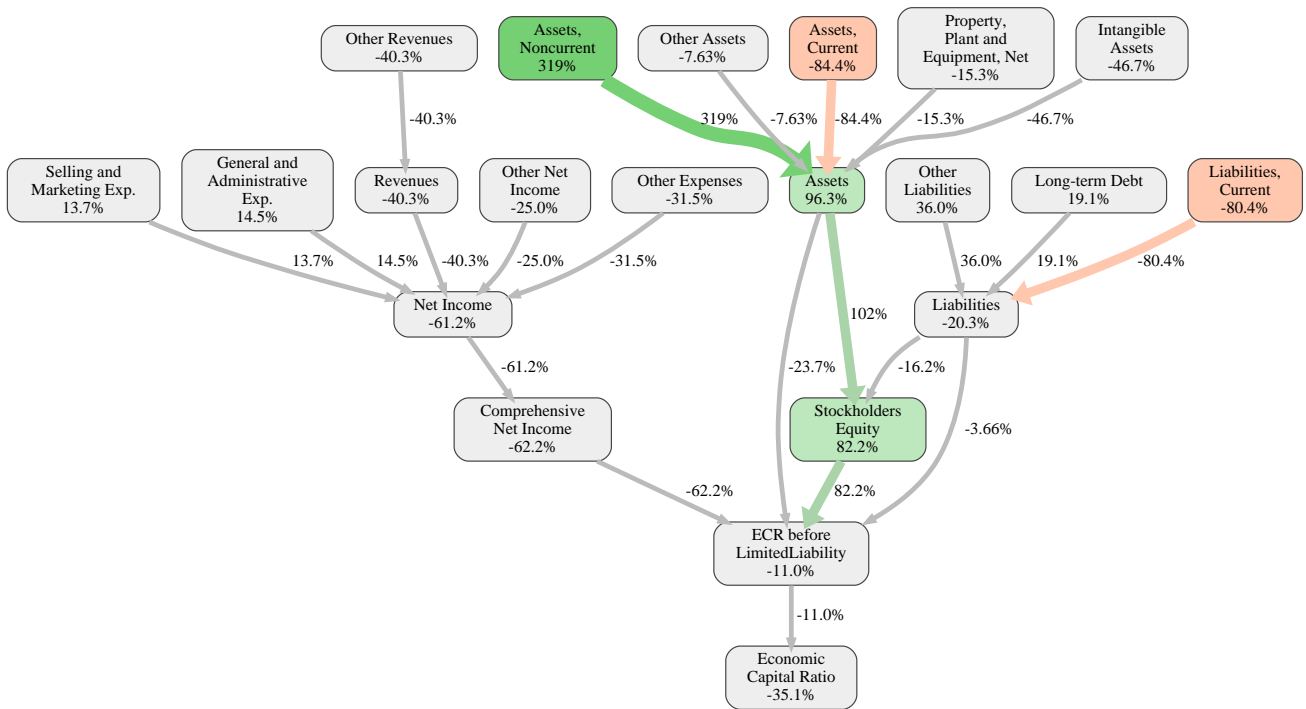 Other Revenues
-40.3%
Assets,
Noncurrent
319%
Other Assets
-7.63%
Assets,
Current
-84.4%
Property,
Plant and
Equipment, Net
-15.3%
Intangible
Assets
-46.7%
-40.3%
319%
-7.63%
-84.4%
-15.3%
-46.7%
Selling and
Marketing Exp.
13.7%
General and
Administrative
Exp.
14.5%
Revenues
-40.3%
Other Net
Income
-25.0%
Other Expenses
-31.5%
Assets
96.3%
Other
Liabilities
36.0%
Long-term Debt
19.1%
Liabilities,
Current
-80.4%
13.7%
14.5%
-40.3%
-25.0%
-31.5%
36.0%
19.1%
-80.4%
Net Income
-61.2%
102%
Liabilities
-20.3%
-61.2%
-23.7%
-16.2%
Comprehensive
Net Income
-62.2%
Stockholders
Equity
82.2%
-3.66%
-62.2%
82.2%
ECR before
LimitedLiability
-11.0%
-11.0%
Economic
Capital Ratio
-35.1%